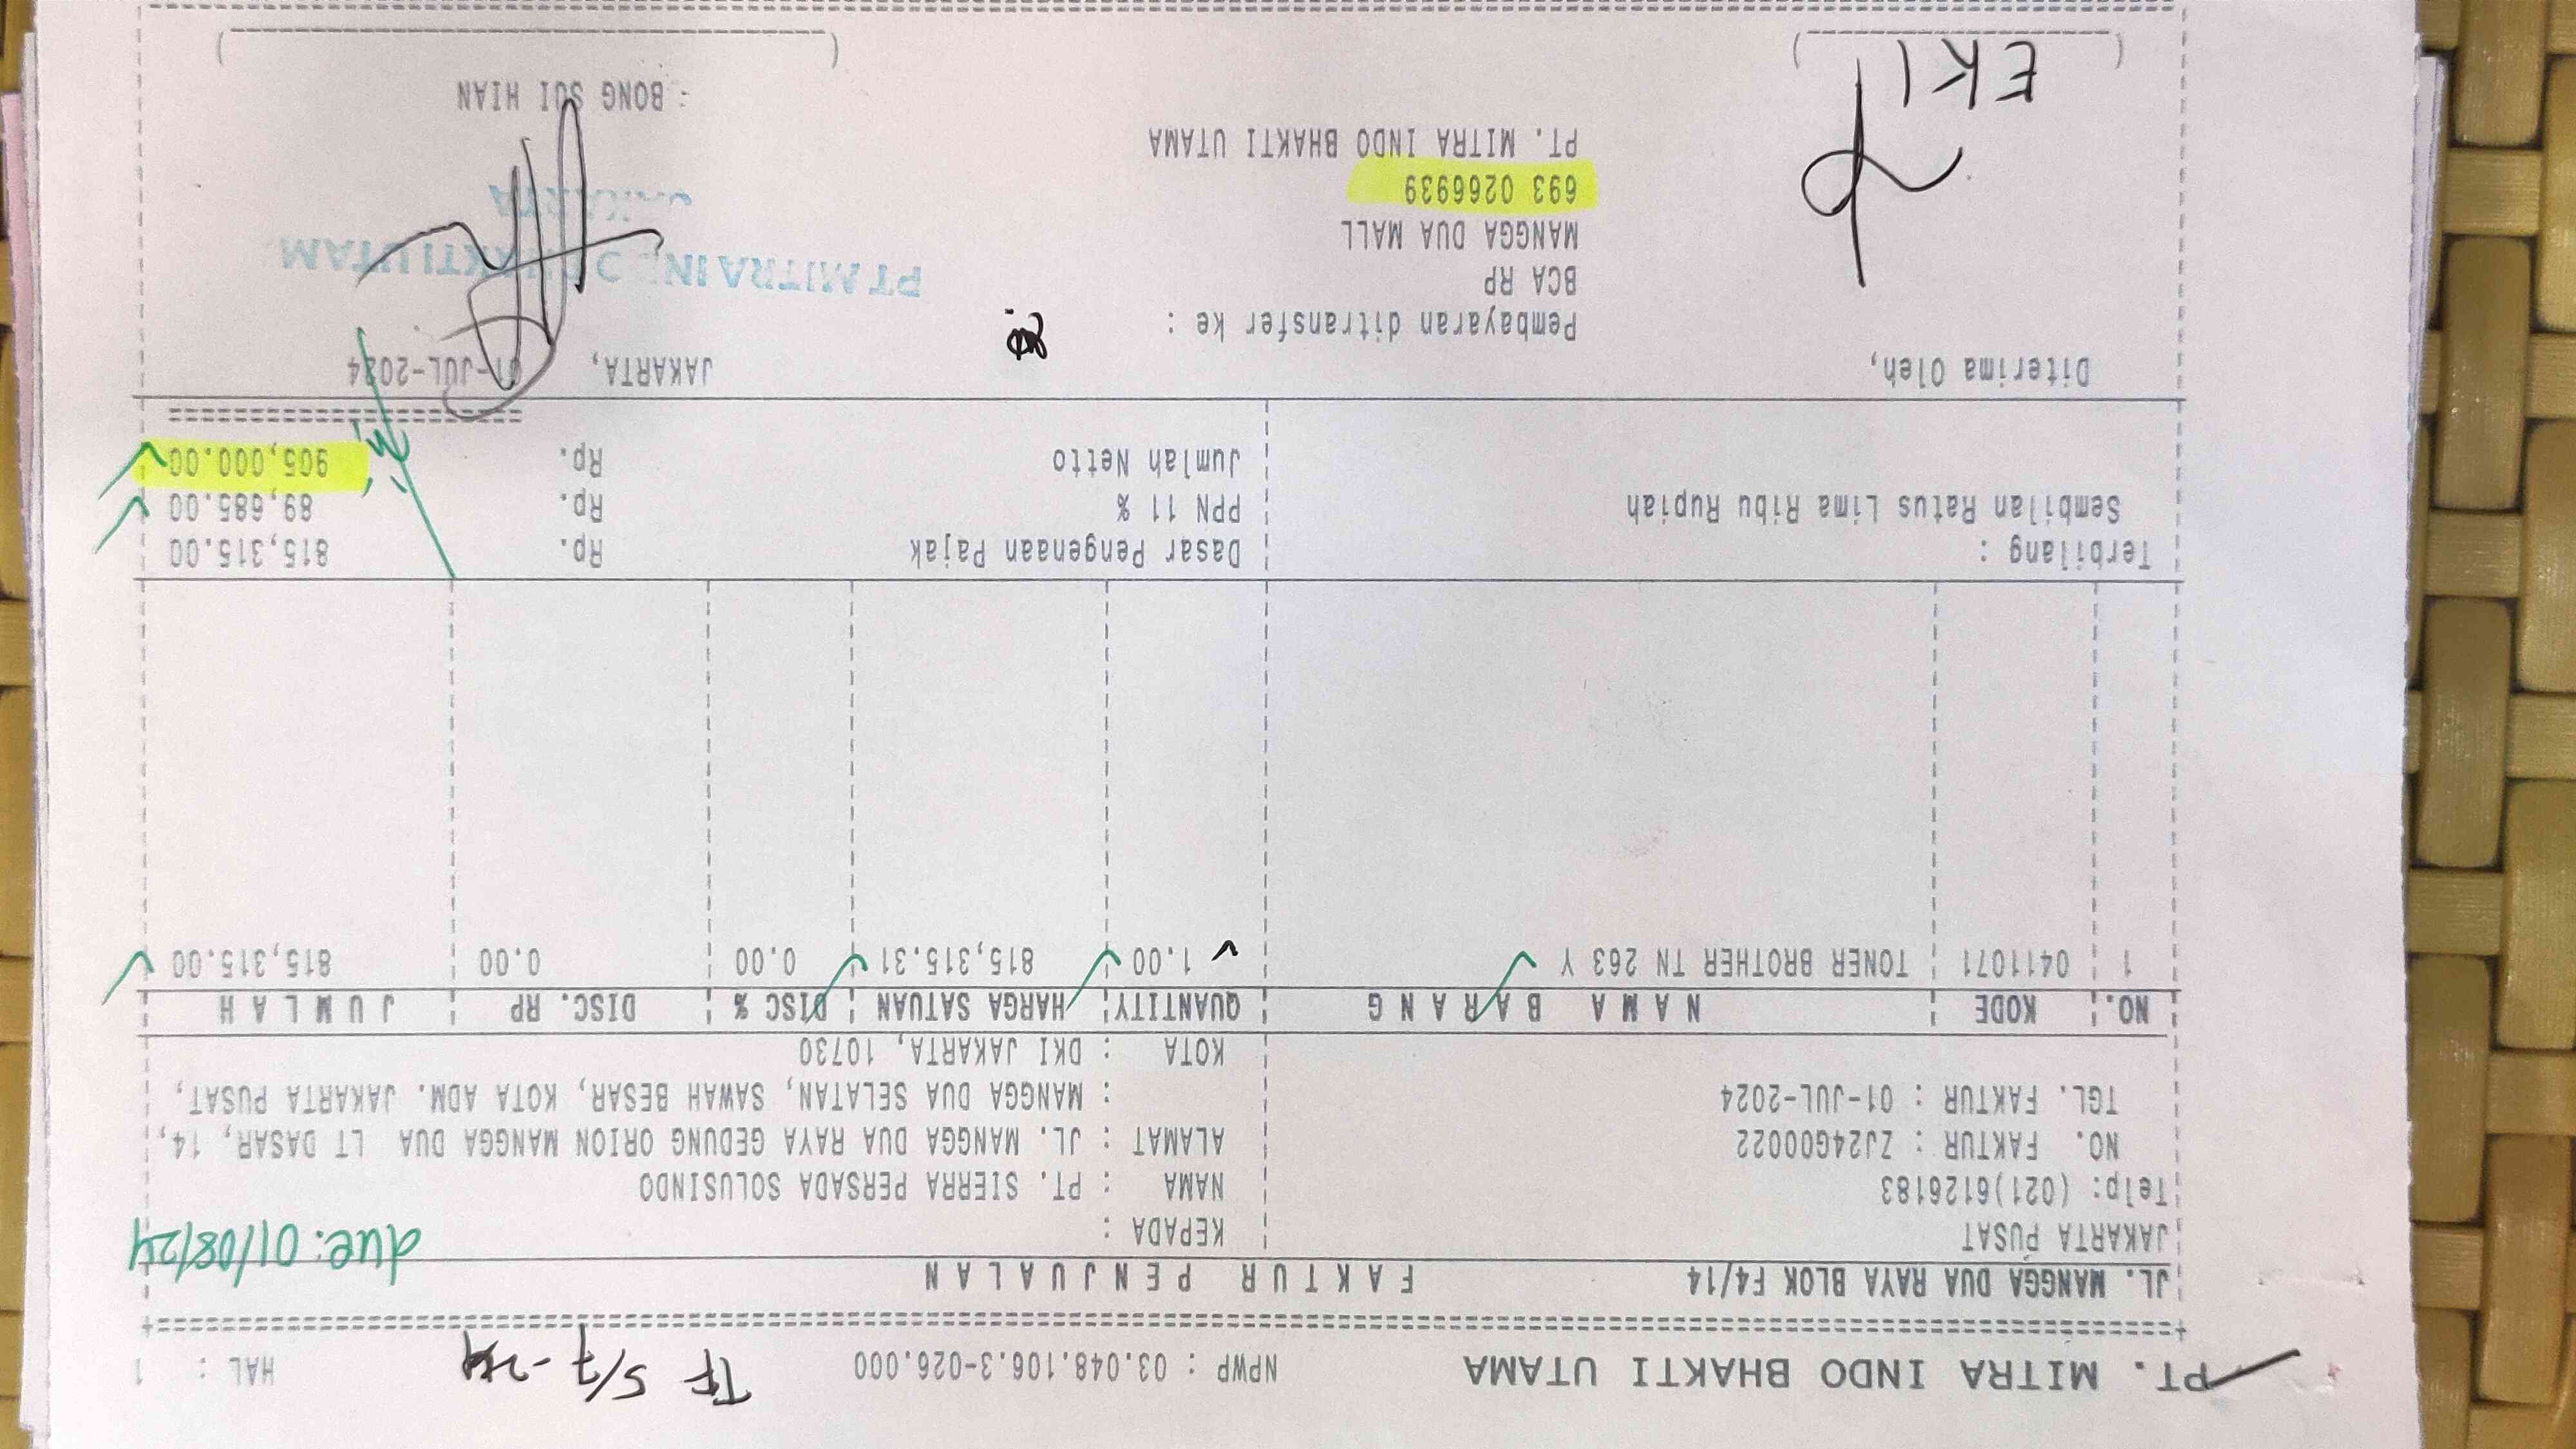 PT. MITRA INDO BHAKTI UTAMA NPWP : 03.048.106.3-026.000 TF 5/7-24 HAL : 1
JL. MANGGA DUA RAYA BLOK F4/14 FAKTUR PENJUALAN
JAKARTA PUSAT
Telp: (021)6126183
NO. FAKTUR : ZJ24G00022
TGL. FAKTUR : 01-JUL-2024
due: 01/08/24
KEPADA :
NAMA : PT. SIERRA PERSADA SOLUSINDO
ALAMAT : JL. MANGGA DUA RAYA GEDUNG ORION MANGGA DUA LT DASAR, 14,
: MANGGA DUA SELATAN, SAWAH BESAR, KOTA ADM. JAKARTA PUSAT,
KOTA : DKI JAKARTA, 10730
NO. KODE NAMA BARANG QUANTITY HARGA SATUAN DISC % DISC. RP JUMLAH
1 0411071 TONER BROTHER TN 263 Y 1.00 815,315.31 0.00 0.00 815,315.00
Terbilang :
Sembilan Ratus Lima Ribu Rupiah
Dasar Pengenaan Pajak Rp. 815,315.00
PPN 11 % Rp. 89,685.00
Jumlah Netto Rp. 905,000.00
Diterima Oleh,
EKI
Pembayaran ditransfer ke :
BCA RP
MANGGA DUA MALL
693 0266939
PT. MITRA INDO BHAKTI UTAMA
JAKARTA, 01-JUL-2024
PT MITRA INDO BHAKTI UTAM
JAKARTA
: BONG SUI HIAN